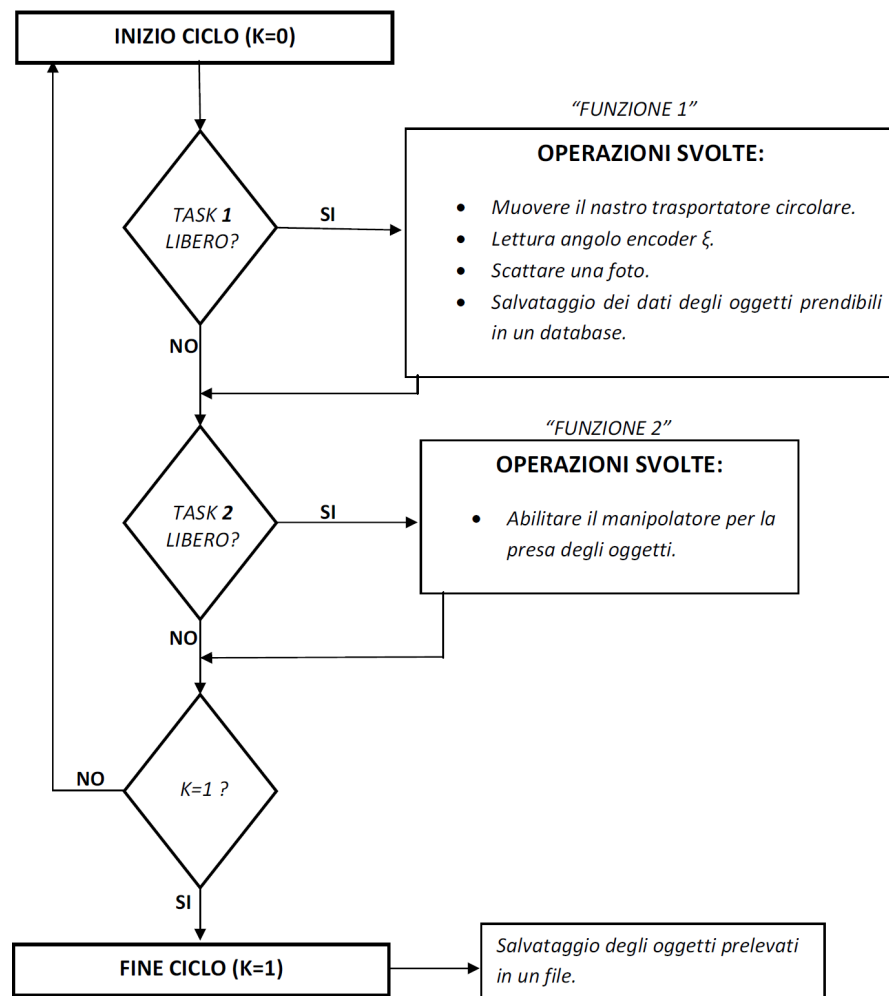 INIZIO CICLO (K=0)
“FUNZIONE 1”
OPERAZIONI SVOLTE:
• Muovere il nastro trasportatore circolare.
• Lettura angolo encoder ξ.
• Scattare una foto.
• Salvataggio dei dati degli oggetti prendibili
in un database.
TASK 1
LIBERO?
SI
NO
“FUNZIONE 2”
OPERAZIONI SVOLTE:
• Abilitare il manipolatore per la
presa degli oggetti.
TASK 2
LIBERO?
SI
NO
K=1 ?
NO
SI
FINE CICLO (K=1)
Salvataggio degli oggetti prelevati
in un file.